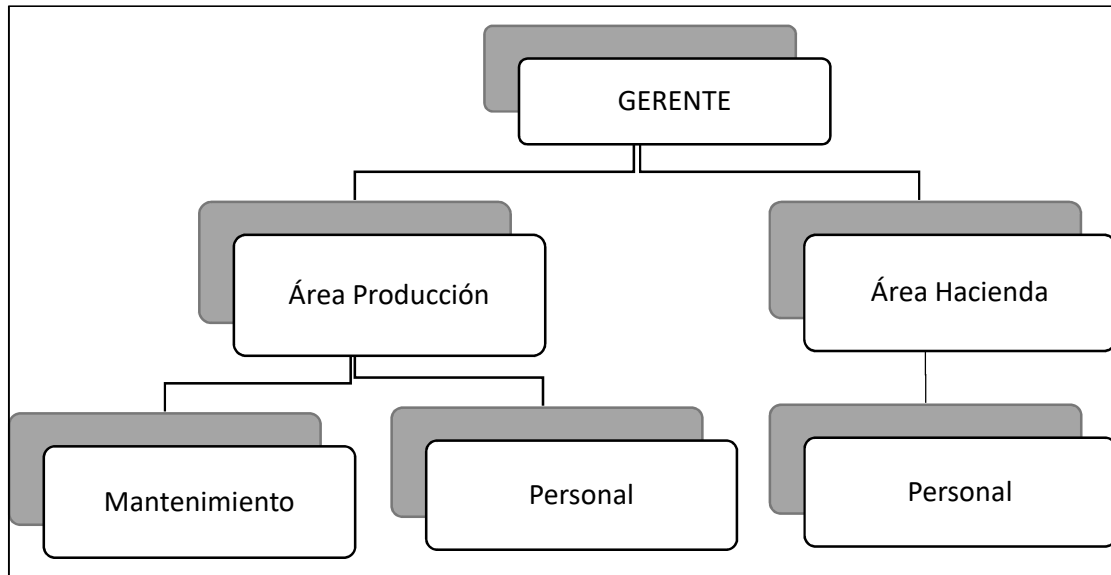 GERENTE
Área Producción
Área Hacienda
Mantenimiento
Personal
Personal